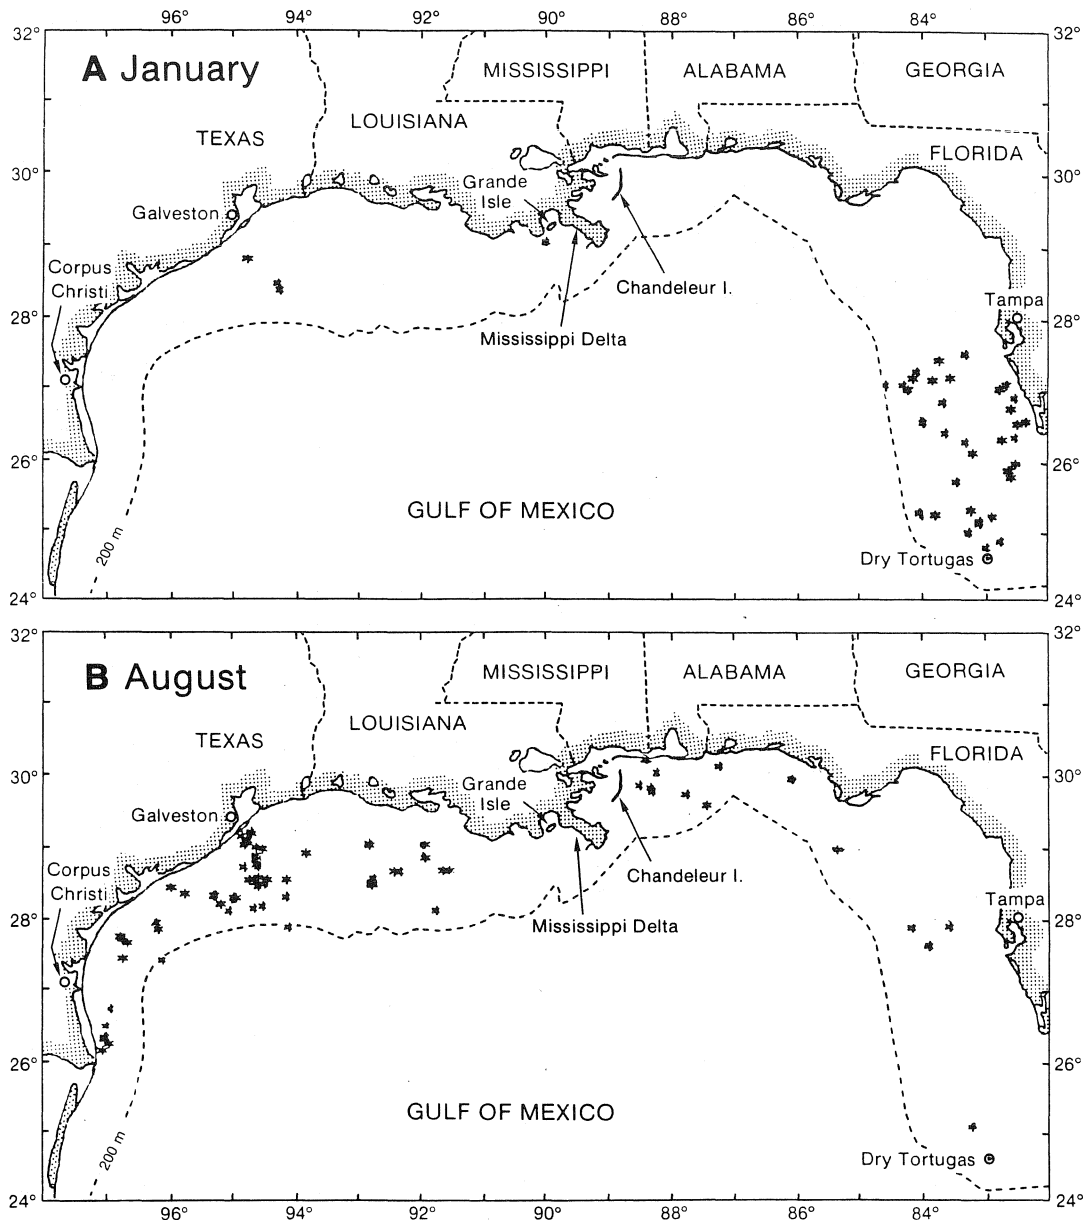 96° 94° 92° 90° 88° 86° 84°
32° 32°
A January
MISSISSIPPI ALABAMA GEORGIA
LOUISIANA
TEXAS
FLORIDA
30° 30°
Grande
Isle
Galveston
Corpus
Christi
Chandeleur I.
Tampa
28° 28°
Mississippi Delta
26° 26°
GULF OF MEXICO
200 m
Dry Tortugas
24° 24°
32° 32°
B August
MISSISSIPPI ALABAMA GEORGIA
LOUISIANA
TEXAS
FLORIDA
30° 30°
Grande
Isle
Galveston
Corpus
Christi
Chandeleur I.
Tampa
28° 28°
Mississippi Delta
26° 26°
GULF OF MEXICO
200 m
Dry Tortugas
24° 24°
96° 94° 92° 90° 88° 86° 84°